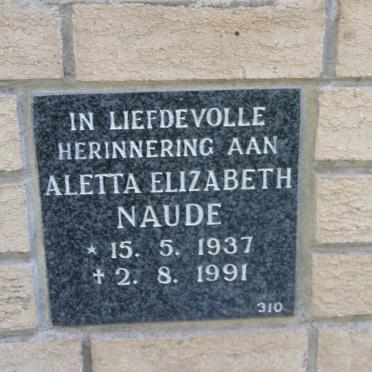 IN LIEFDEVOLLE
HERINNERING AAN
ALETTA ELIZABETH
NAUDE
* 15. 5. 1937
† 2. 8. 1991
310